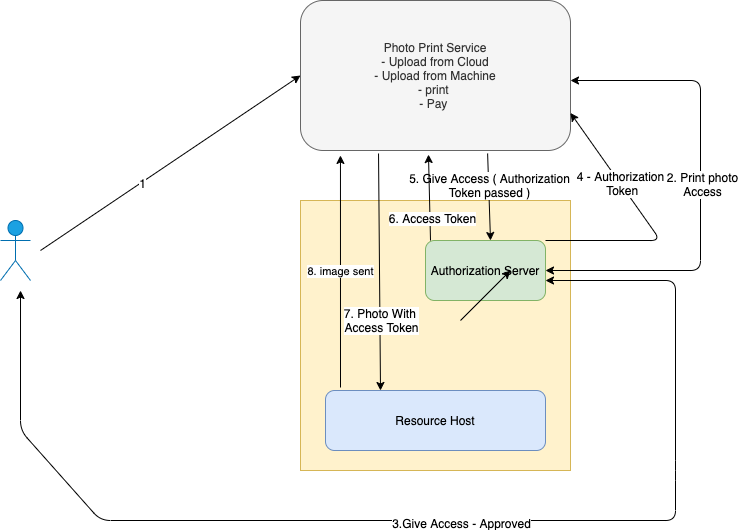 Photo Print Service
- Upload from Cloud
- Upload from Machine
- print
- Pay
1
5. Give Access ( Authorization
Token passed )
4 - Authorization
Token
2. Print photo
Access
6. Access Token
8. image sent
Authorization Server
7. Photo With
Access Token
Resource Host
3.Give Access - Approved